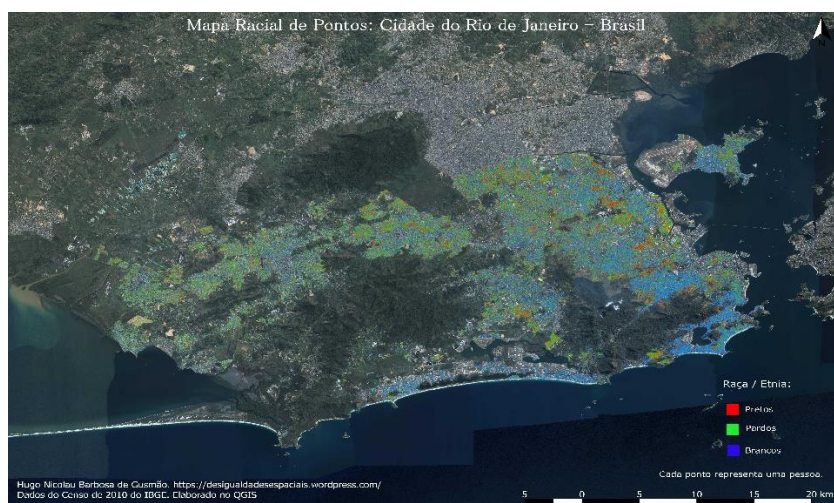 Mapa Racial de Pontos: Cidade do Rio de Janeiro – Brasil
N
Raça / Etnia:
Pretos
Pardos
Brancos
Cada ponto representa uma pessoa.
Hugo Nicolau Barbosa de Gusmão. https://desigualdadesespaciais.wordpress.com/
Dados do Censo de 2010 do IBGE. Elaborado no QGIS
5 0 5 10 15 20 km